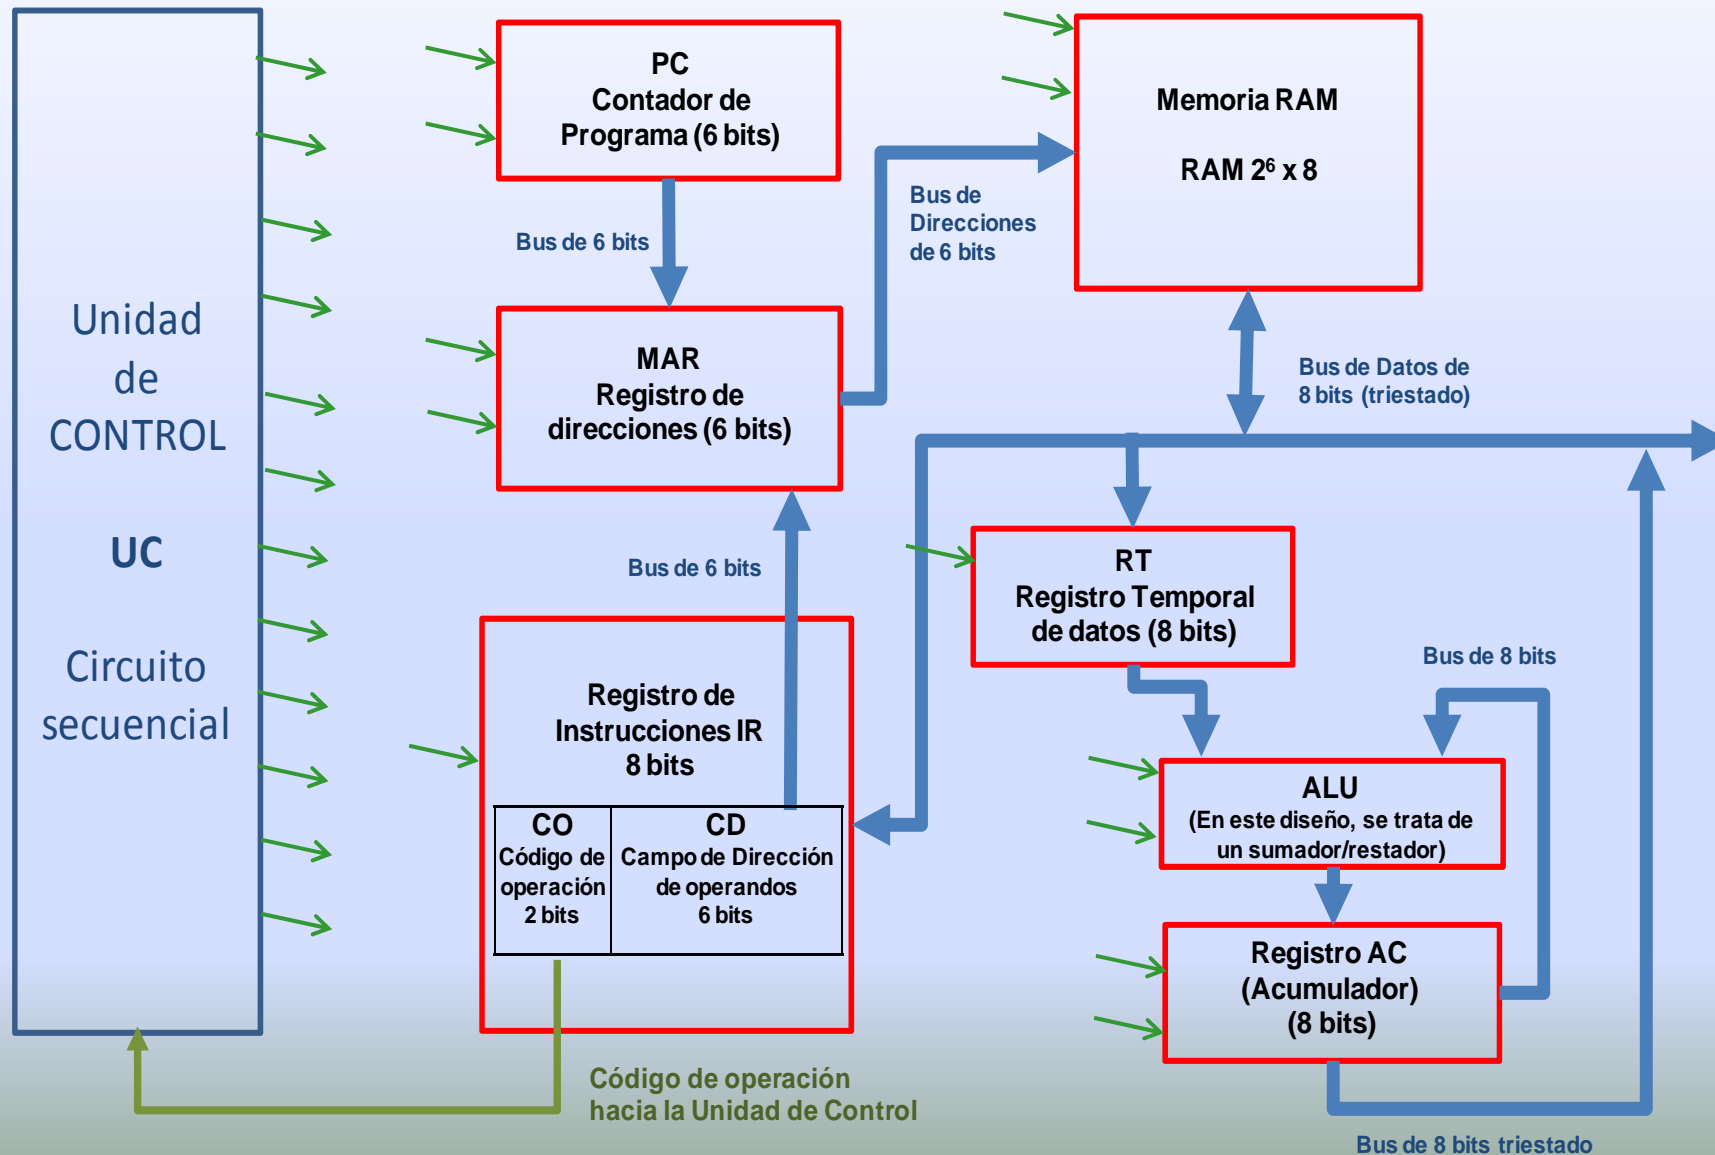 Unidad
de
CONTROL
UC
Circuito
secuencial
PC
Contador de
Programa (6 bits)
Bus de 6 bits
MAR
Registro de
direcciones (6 bits)
Bus de
Direcciones
de 6 bits
Memoria RAM
RAM 2⁶ x 8
Bus de Datos de
8 bits (triestado)
Bus de 6 bits
RT
Registro Temporal
de datos (8 bits)
Bus de 8 bits
Registro de
Instrucciones IR
8 bits
CO
Código de
operación
2 bits
CD
Campo de Dirección
de operandos
6 bits
ALU
(En este diseño, se trata de
un sumador/restador)
Registro AC
(Acumulador)
(8 bits)
Código de operación
hacia la Unidad de Control
Bus de 8 bits triestado